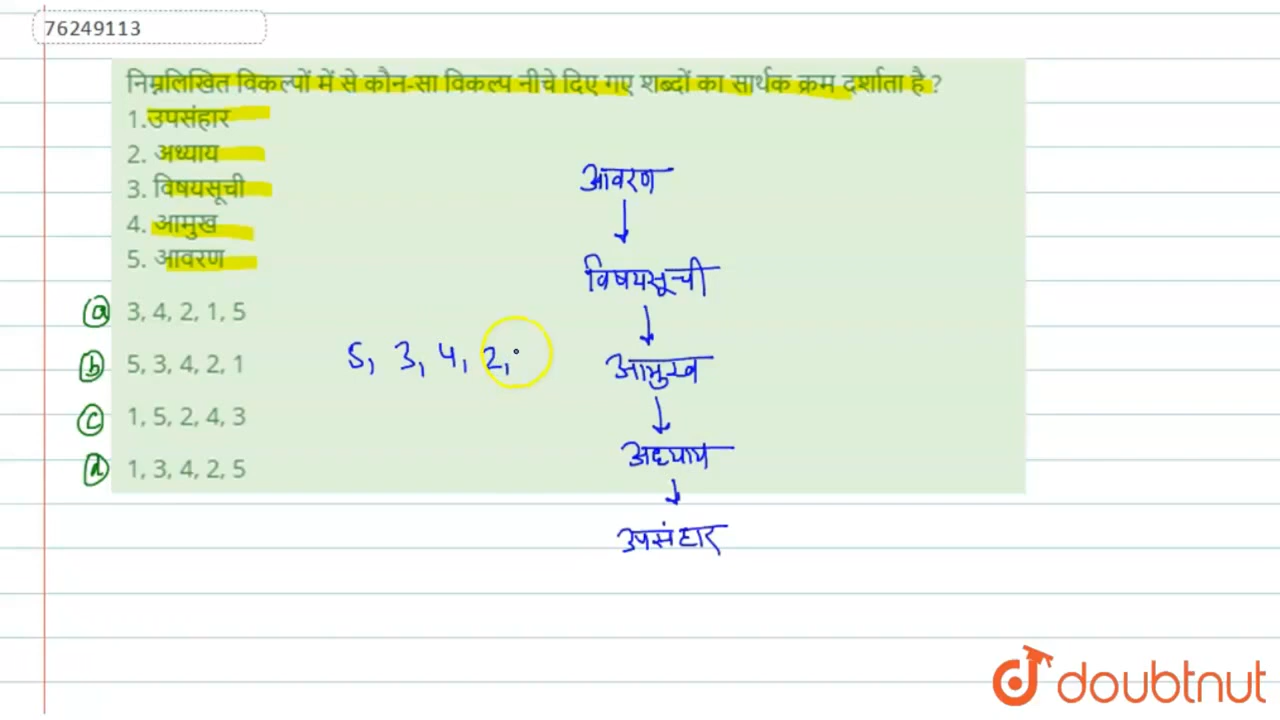 76249113
निम्नलिखित विकल्पों में से कौन-सा विकल्प नीचे दिए गए शब्दों का सार्थक क्रम दर्शाता है ?
1.उपसंहार
2. अध्याय
3. विषयसूची
4. आमुख
5. आवरण
a 3, 4, 2, 1, 5
b 5, 3, 4, 2, 1
c 1, 5, 2, 4, 3
d 1, 3, 4, 2, 5
5, 3, 4, 2,
आवरण
विषयसूची
आमुख
अध्याय
उपसंहार
doubtnut